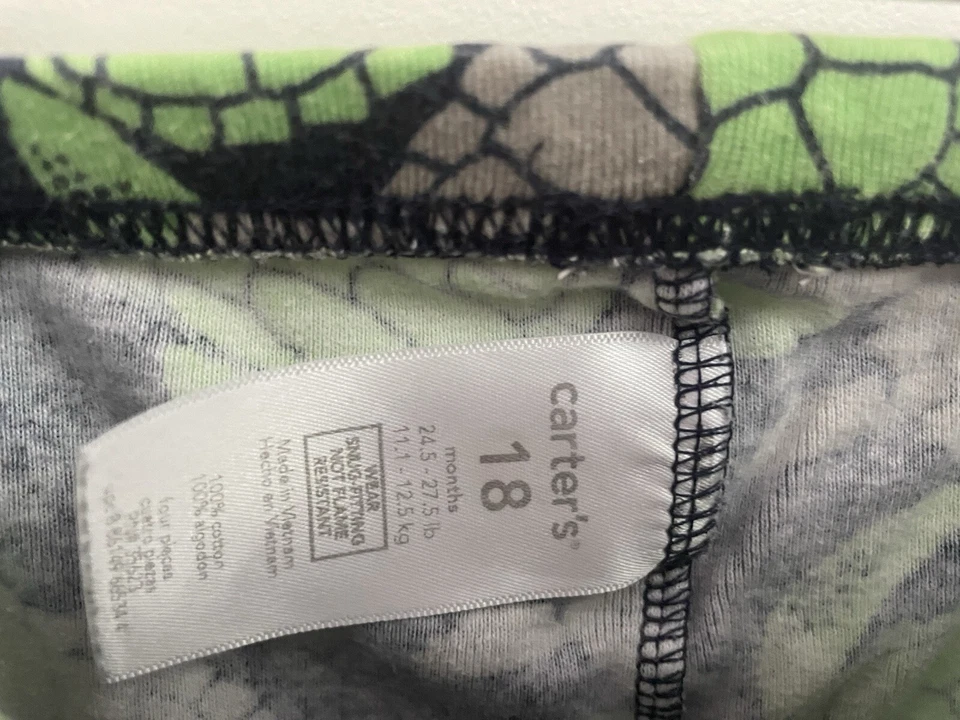 carter's®
18
months
24.5 - 27.5 lb
11.1 - 12.5 kg
WEAR
SNUG-FITTING
NOT FLAME
RESISTANT
Made in Vietnam
Hecho en Vietnam
100% cotton
100% algodon
four pieces
cuatro piezas